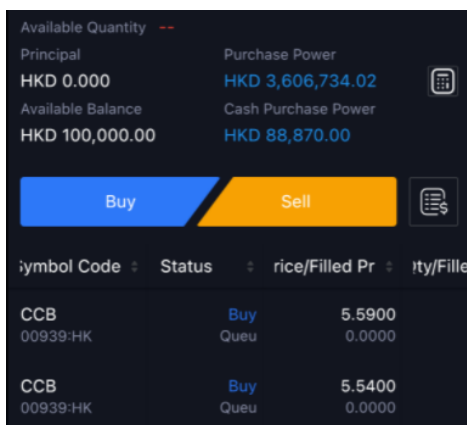 Available Quantity --
Principal Purchase Power
HKD 0.000 HKD 3,606,734.02
Available Balance Cash Purchase Power
HKD 100,000.00 HKD 88,870.00
Buy Sell
ymbol Code Status rice/Filled Pr ty/Fille
CCB Buy 5.5900
00939:HK Queu 0.0000
CCB Buy 5.5400
00939:HK Queu 0.0000